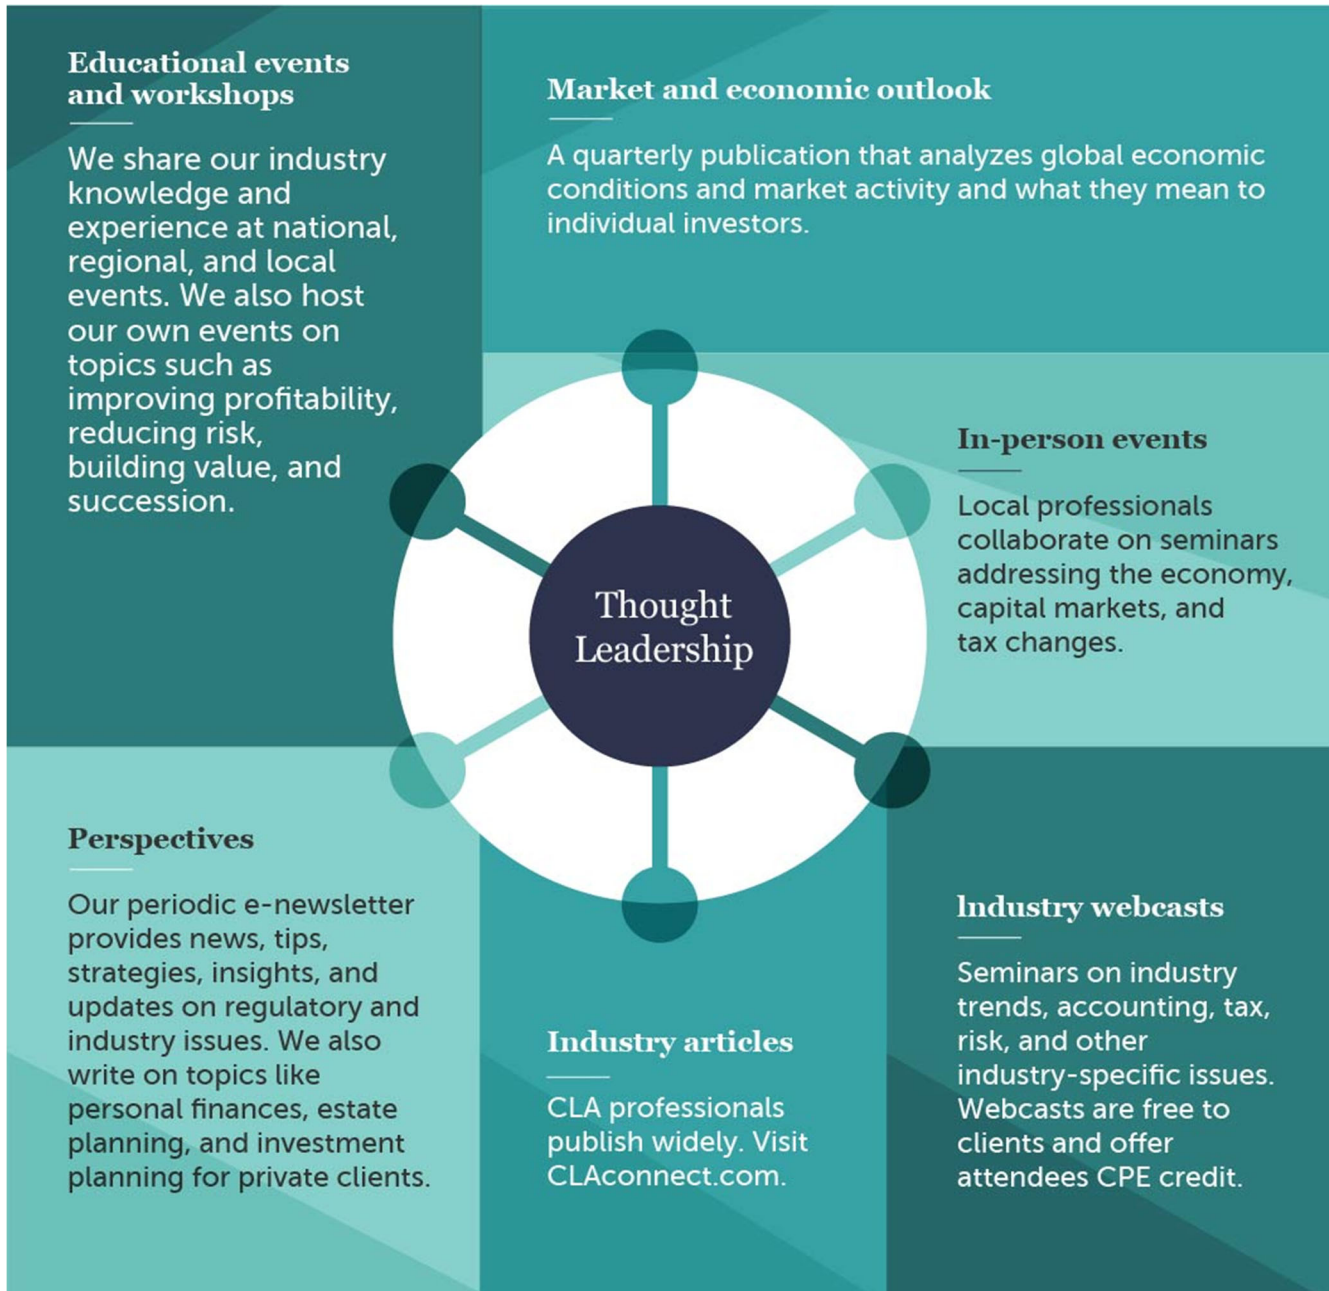 Educational events
and workshops
We share our industry
knowledge and
experience at national,
regional, and local
events. We also host
our own events on
topics such as
improving profitability,
reducing risk,
building value, and
succession.
Market and economic outlook
A quarterly publication that analyzes global economic
conditions and market activity and what they mean to
individual investors.
In-person events
Local professionals
collaborate on seminars
addressing the economy,
capital markets, and
tax changes.
Thought
Leadership
Perspectives
Our periodic e-newsletter
provides news, tips,
strategies, insights, and
updates on regulatory and
industry issues. We also
write on topics like
personal finances, estate
planning, and investment
planning for private clients.
Industry articles
CLA professionals
publish widely. Visit
CLAconnect.com.
Industry webcasts
Seminars on industry
trends, accounting, tax,
risk, and other
industry-specific issues.
Webcasts are free to
clients and offer
attendees CPE credit.